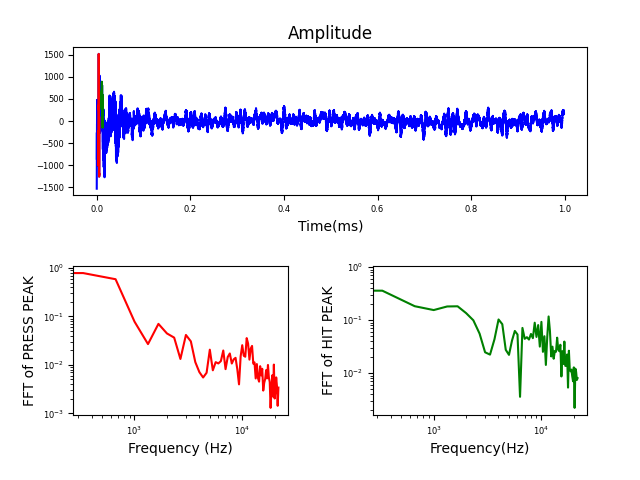 Amplitude
1500
1000
500
0
−500
−1000
−1500
0.0 0.2 0.4 0.6 0.8 1.0
Time(ms)
FFT of PRESS PEAK
10⁰
10⁻¹
10⁻²
10⁻³
10³ 10⁴
Frequency (Hz)
FFT of HIT PEAK
10⁰
10⁻¹
10⁻²
10³ 10⁴
Frequency(Hz)